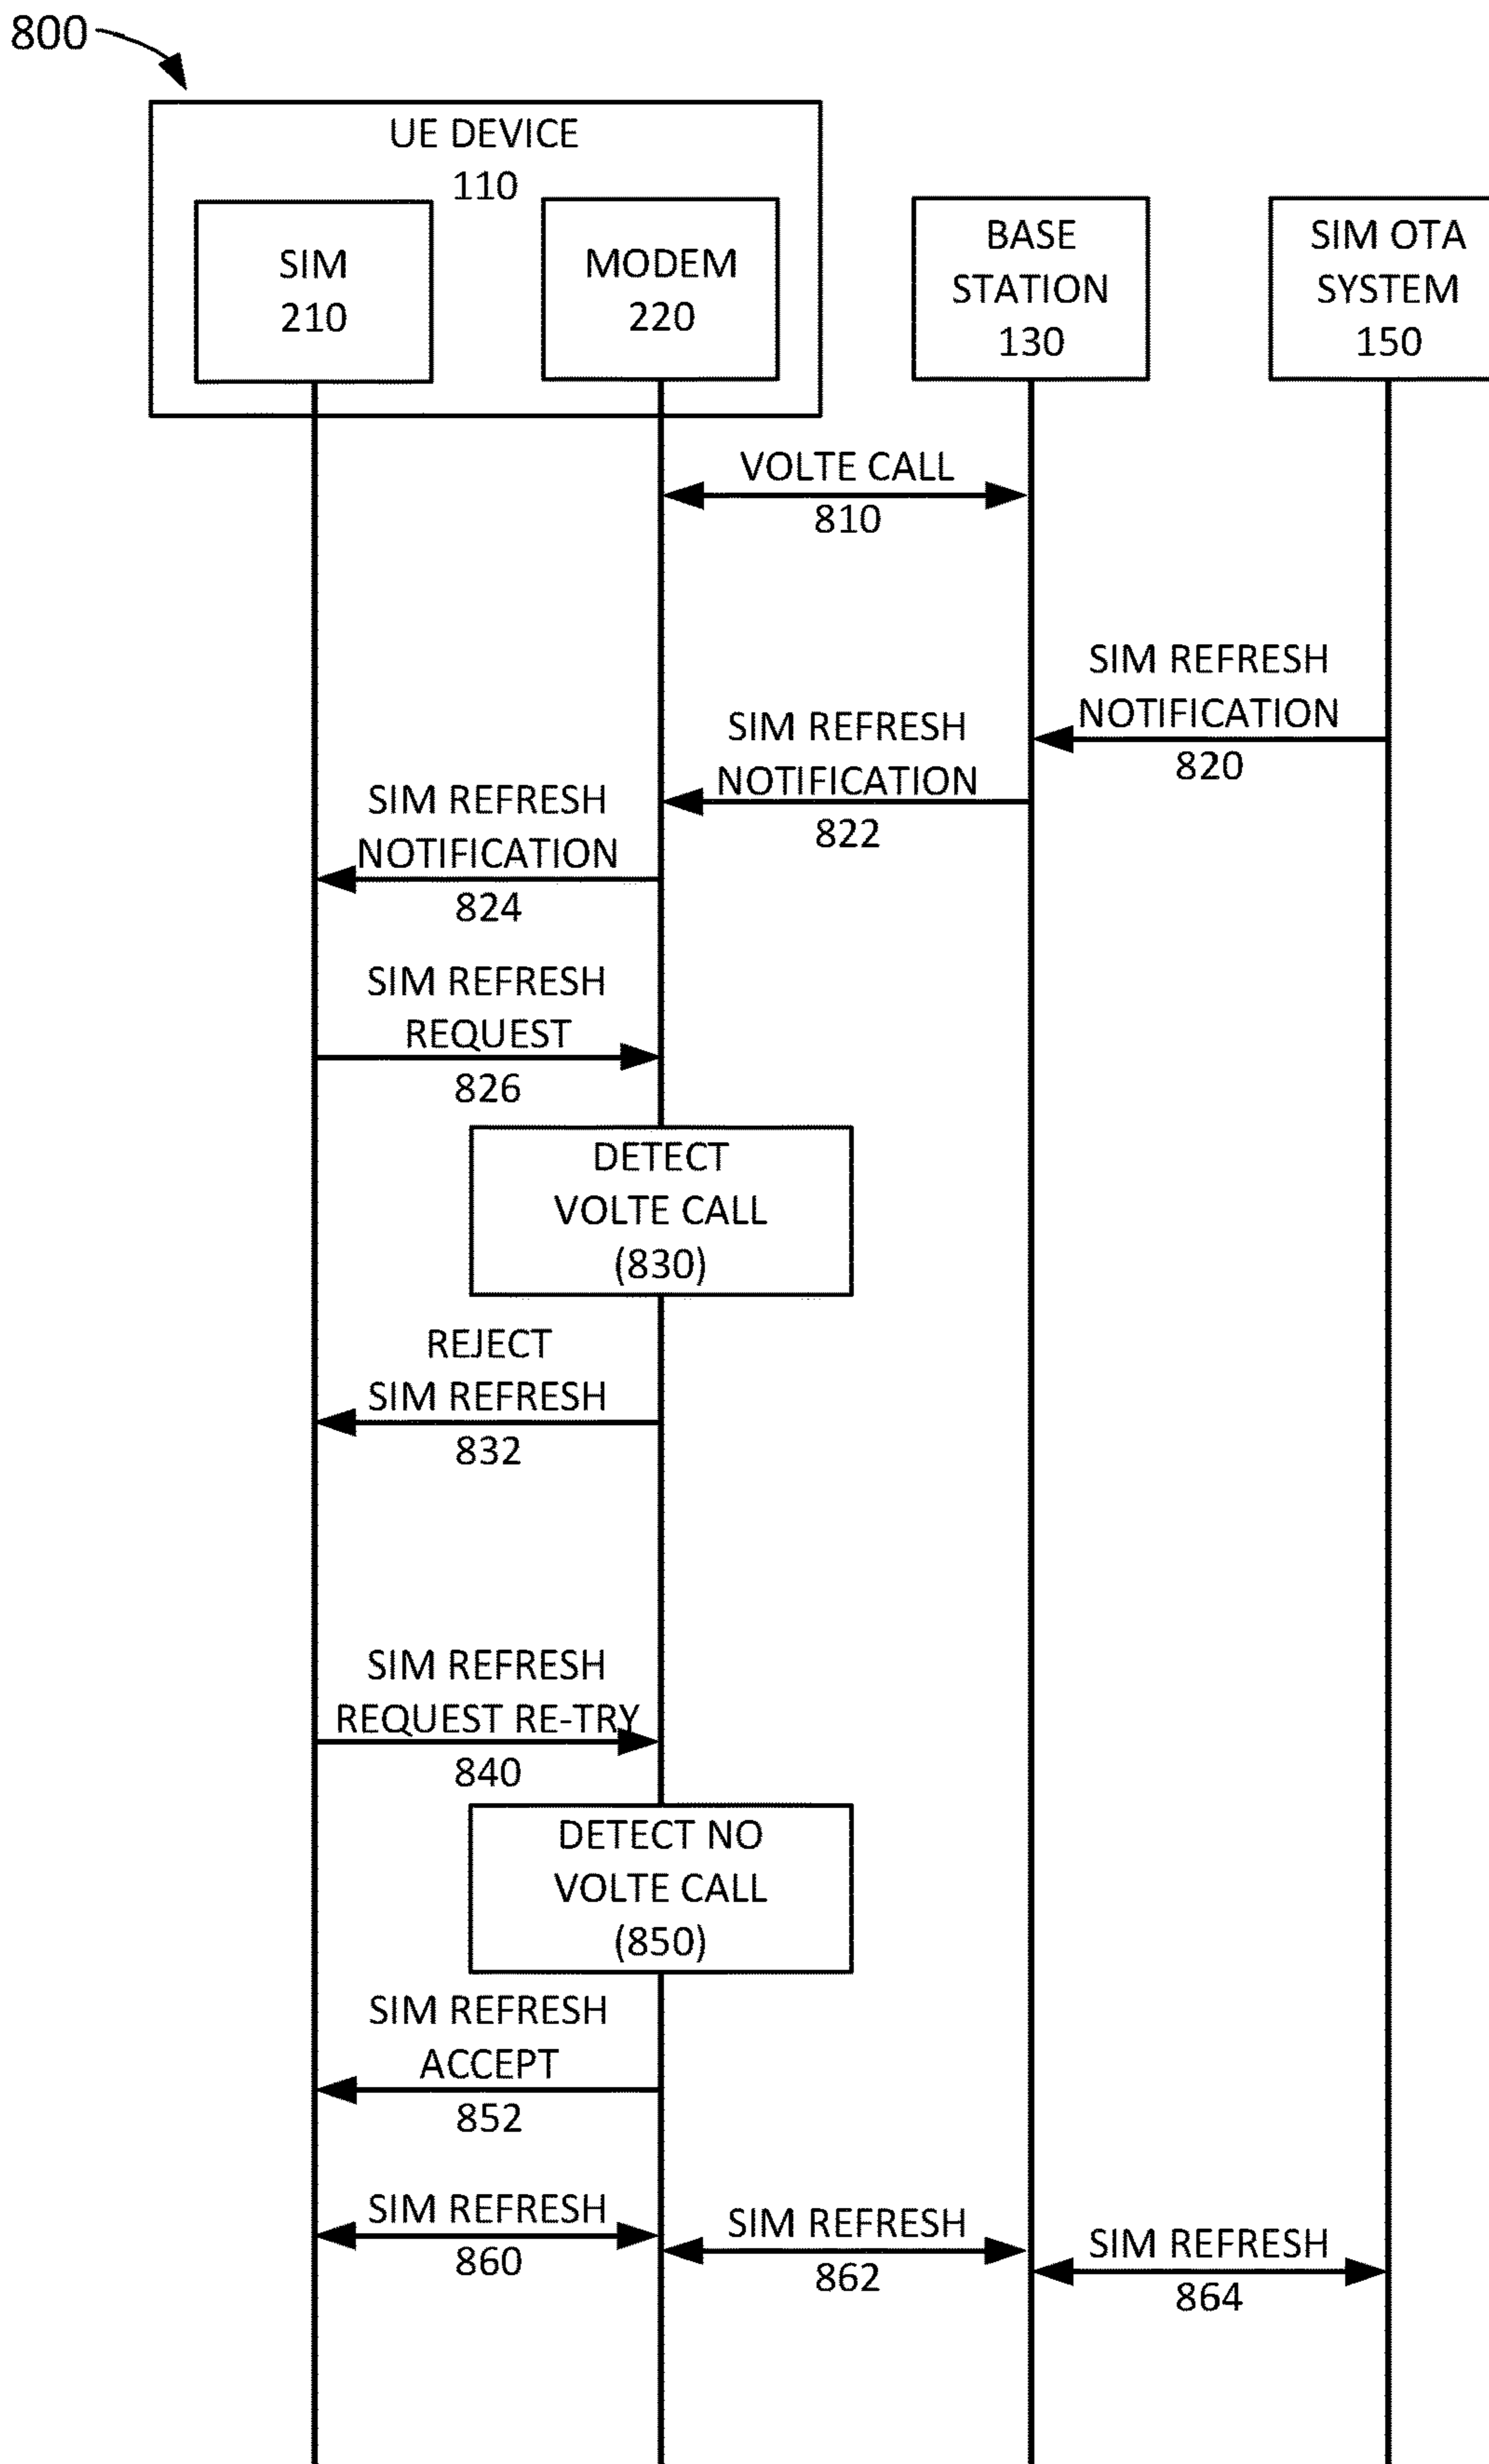 800
UE DEVICE
110
SIM
210
MODEM
220
BASE
STATION
130
SIM OTA
SYSTEM
150
VOLTE CALL
810
SIM REFRESH
NOTIFICATION
820
SIM REFRESH
NOTIFICATION
822
SIM REFRESH
NOTIFICATION
824
SIM REFRESH
REQUEST
826
DETECT
VOLTE CALL
(830)
REJECT
SIM REFRESH
832
SIM REFRESH
REQUEST RE-TRY
840
DETECT NO
VOLTE CALL
(850)
SIM REFRESH
ACCEPT
852
SIM REFRESH
860
SIM REFRESH
862
SIM REFRESH
864